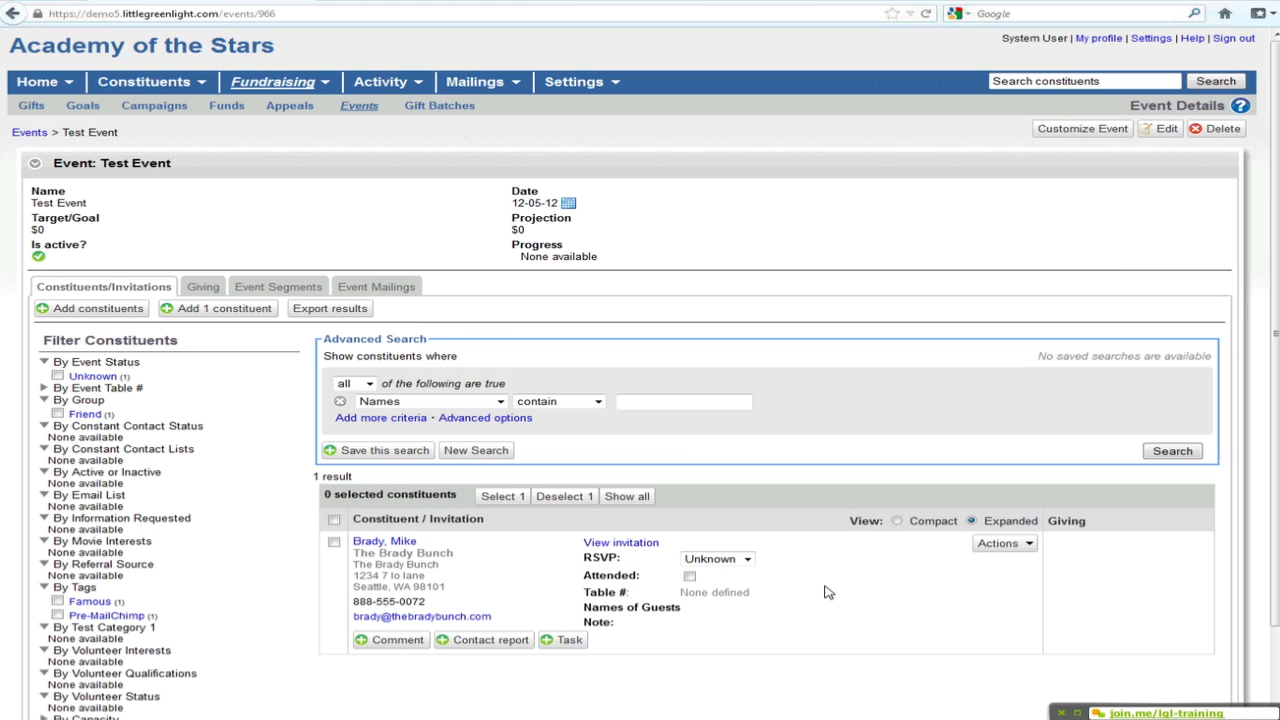 https://demo5.littlegreenlight.com/events/966
Google
Academy of the Stars
System User | My profile | Settings | Help | Sign out
Home Constituents Fundraising Activity Mailings Settings
Search constituents Search
Gifts Goals Campaigns Funds Appeals Events Gift Batches
Event Details ?
Events > Test Event
Customize Event Edit Delete
Event: Test Event
Name
Test Event
Date
12-05-12
Target/Goal
$0
Projection
$0
Is active?
Progress
None available
Constituents/Invitations Giving Event Segments Event Mailings
Add constituents Add 1 constituent Export results
Filter Constituents
By Event Status
Unknown (1)
By Event Table #
By Group
Friend (1)
By Constant Contact Status
None available
By Constant Contact Lists
None available
By Active or Inactive
None available
By Email List
None available
By Information Requested
None available
By Movie Interests
None available
By Referral Source
None available
By Tags
Famous (1)
Pre-MailChimp (1)
By Test Category 1
None available
By Volunteer Interests
None available
By Volunteer Qualifications
None available
By Volunteer Status
None available
By Capacity
Advanced Search
Show constituents where
No saved searches are available
all of the following are true
Names contain
Add more criteria · Advanced options
Save this search New Search Search
1 result
0 selected constituents Select 1 Deselect 1 Show all
Constituent / Invitation View: Compact Expanded Giving
Brady, Mike
The Brady Bunch
The Brady Bunch
1234 7 lo lane
Seattle, WA 98101
888-555-0072
brady@thebradybunch.com
View invitation
RSVP: Unknown
Attended:
Table #: None defined
Names of Guests
Note:
Actions
Comment Contact report Task
join.me/lgl-training